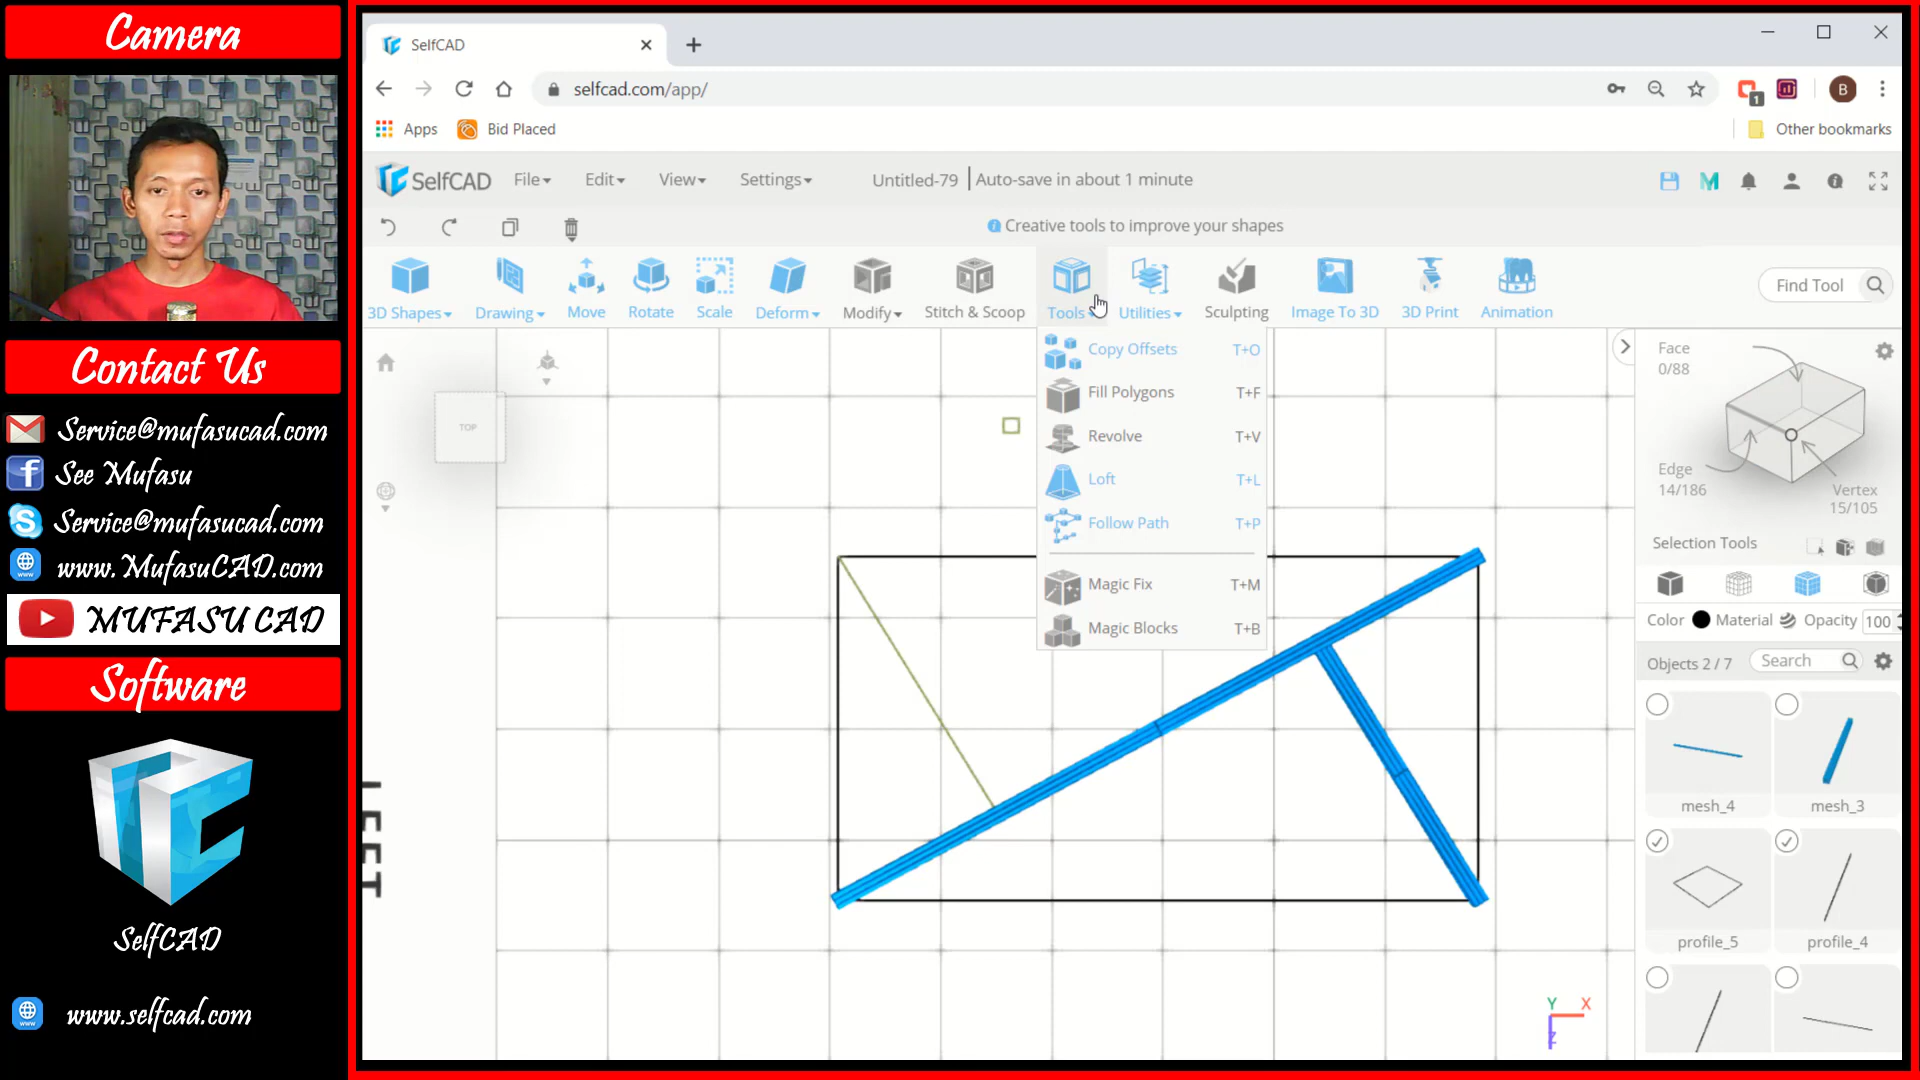 Camera
Contact Us
Service@mufasucad.com
See Mufasu
Service@mufasucad.com
www.MufasuCAD.com
MUFASU CAD
Software
SelfCAD
www.selfcad.com
SelfCAD
selfcad.com/app/
1
B
Apps
Bid Placed
Other bookmarks
SelfCAD
File
Edit
View
Settings
Untitled-79
Auto-save in about 1 minute
Creative tools to improve your shapes
3D Shapes
Drawing
Move
Rotate
Scale
Deform
Modify
Stitch & Scoop
Tools
Utilities
Sculpting
Image To 3D
3D Print
Animation
Find Tool
Copy Offsets T+O
Fill Polygons T+F
Revolve T+V
Loft T+L
Follow Path T+P
Magic Fix T+M
Magic Blocks T+B
TOP
LEFT
Y X
Z
Face
0/88
Edge
14/186
Vertex
15/105
Selection Tools
Color
Material
Opacity 100
Objects 2 / 7
Search
mesh_4
mesh_3
profile_5
profile_4